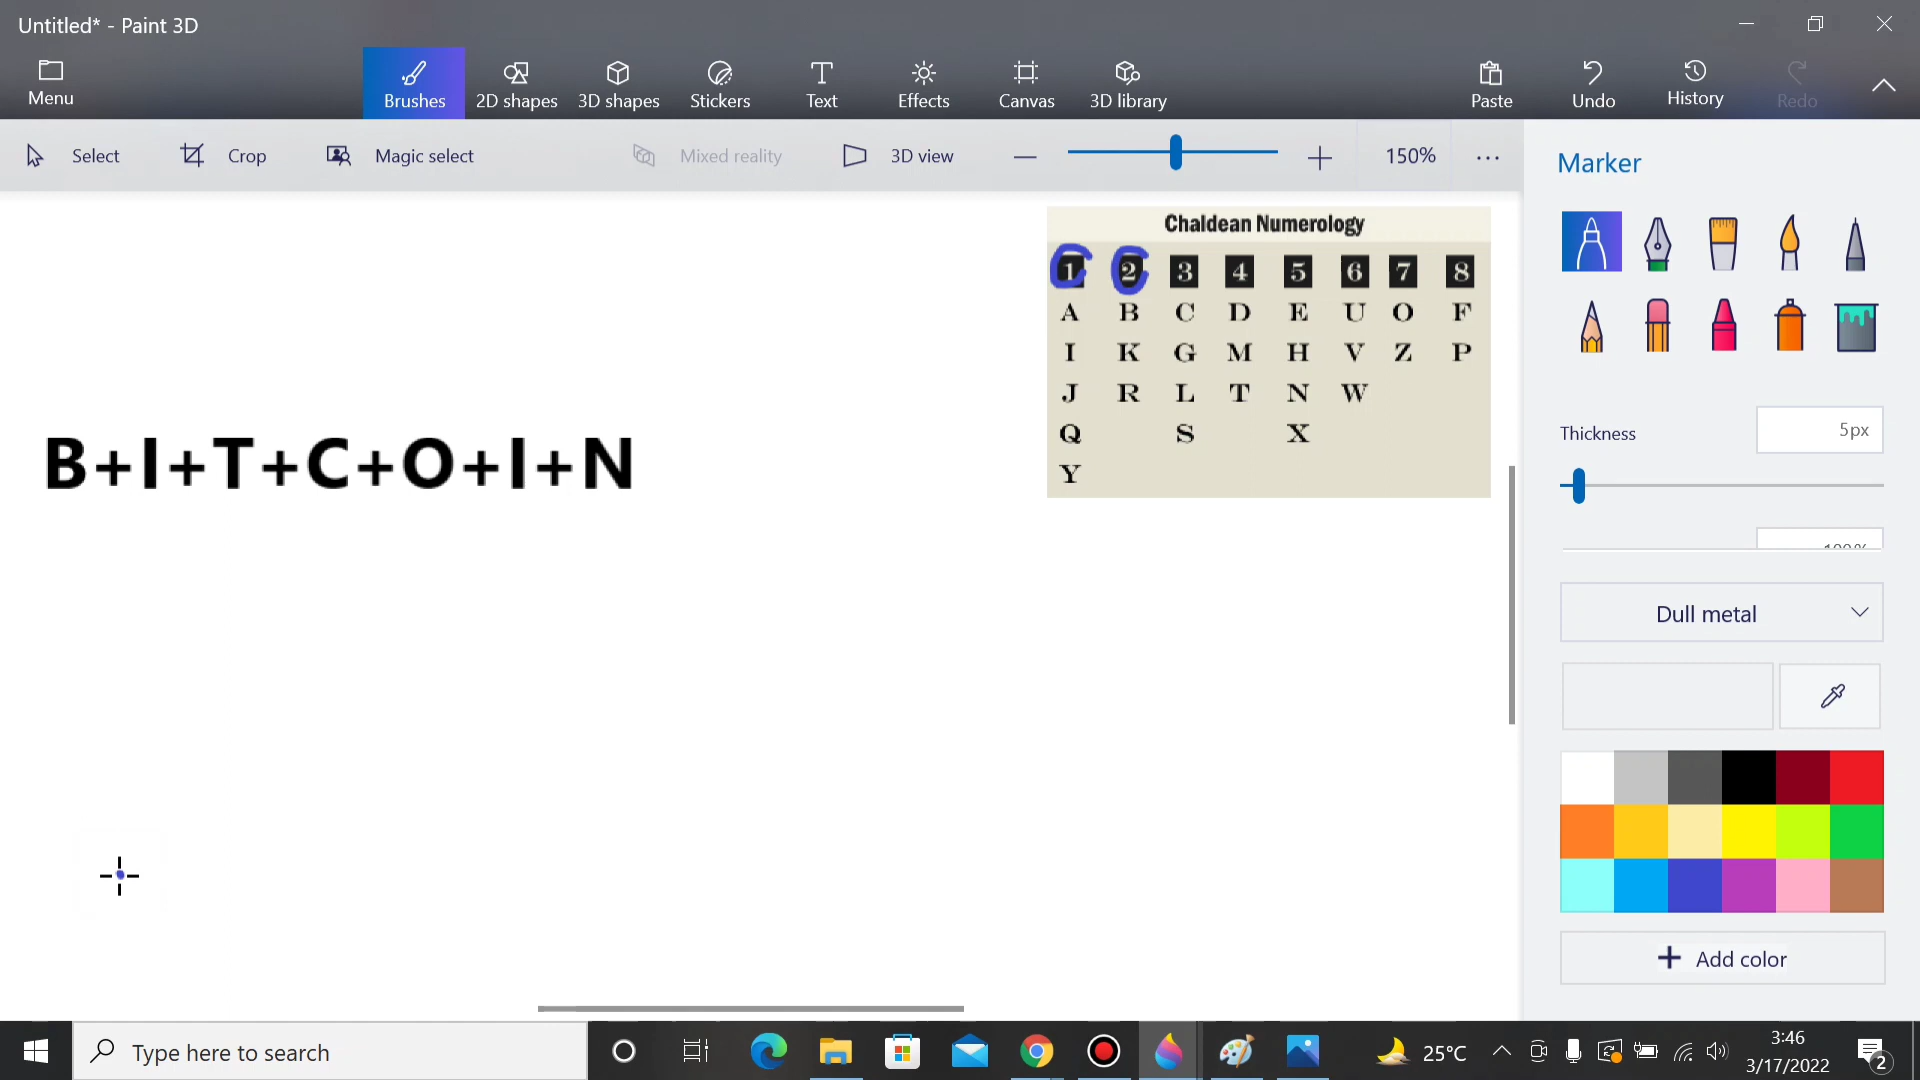 Untitled* - Paint 3D
Menu
Brushes
2D shapes
3D shapes
Stickers
Text
Effects
Canvas
3D library
Paste
Undo
History
Redo
Select
Crop
Magic select
Mixed reality
3D view
150%
Marker
Chaldean Numerology
1 2 3 4 5 6 7 8
A B C D E U O F
I K G M H V Z P
J R L T N W
Q S X
Y
B+I+T+C+O+I+N
Thickness
5px
Dull metal
Add color
Type here to search
25°C
3:46
3/17/2022
2